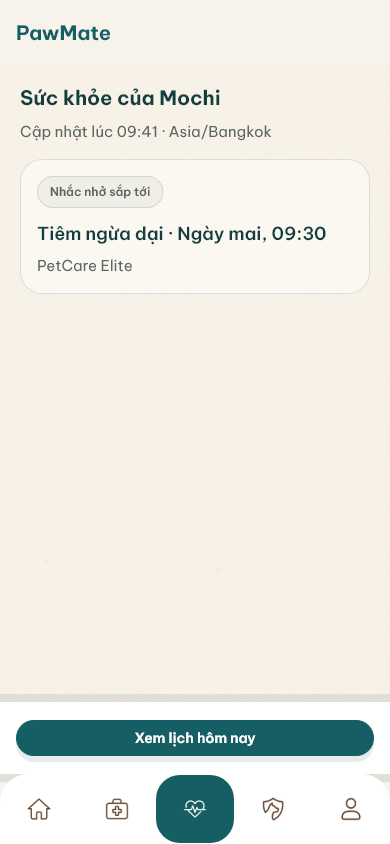 PawMate
Sức khỏe của Mochi
Cập nhật lúc 09:41 · Asia/Bangkok
Nhắc nhở sắp tới
Tiêm ngừa dại · Ngày mai, 09:30
PetCare Elite
Xem lịch hôm nay